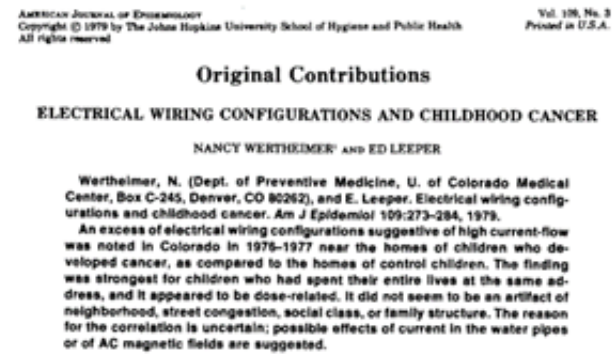 AMERICAN JOURNAL OF EPIDEMIOLOGY Vol. 109, No. 3
Copyright © 1979 by The Johns Hopkins University School of Hygiene and Public Health Printed in U.S.A.
All rights reserved
Original Contributions
ELECTRICAL WIRING CONFIGURATIONS AND CHILDHOOD CANCER
NANCY WERTHEIMER¹ AND ED LEEPER
Wertheimer, N. (Dept. of Preventive Medicine, U. of Colorado Medical
Center, Box C-245, Denver, CO 80262), and E. Leeper. Electrical wiring config-
urations and childhood cancer. Am J Epidemiol 109:273–284, 1979.
An excess of electrical wiring configurations suggestive of high current-flow
was noted in Colorado in 1976–1977 near the homes of children who de-
veloped cancer, as compared to the homes of control children. The finding
was strongest for children who had spent their entire lives at the same ad-
dress, and it appeared to be dose-related. It did not seem to be an artifact of
neighborhood, street congestion, social class, or family structure. The reason
for the correlation is uncertain; possible effects of current in the water pipes
or of AC magnetic fields are suggested.